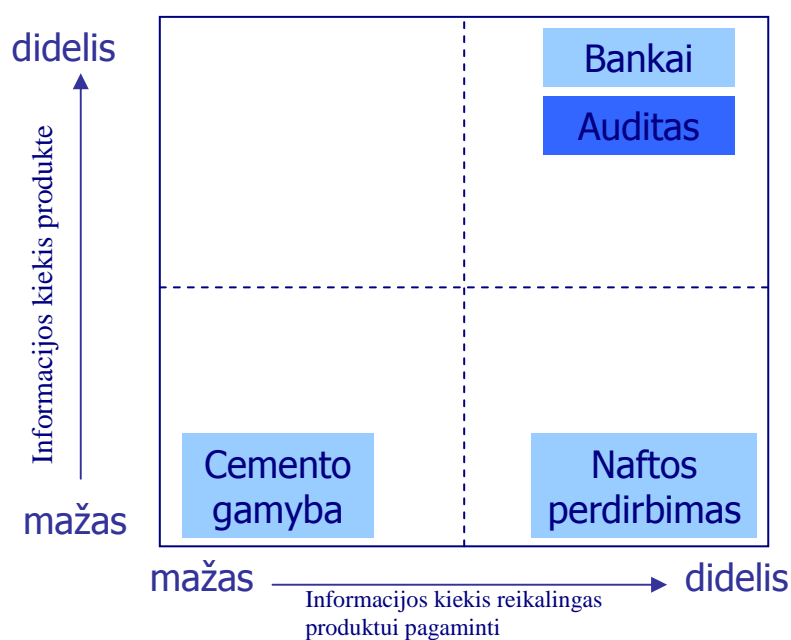 didelis
Bankai
Auditas
Informacijos kiekis produkte
Cemento
gamyba
Naftos
perdirbimas
mažas
mažas
didelis
Informacijos kiekis reikalingas
produktui pagaminti